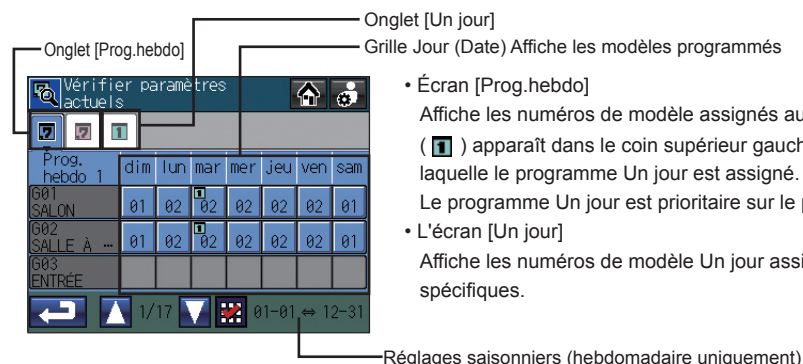 Onglet [Un jour]
Onglet [Prog.hebdo]
Grille Jour (Date) Affiche les modèles programmés
Vérifier paramètres
actuels
7 7 1
Prog.
hebdo 1
dim lun mar mer jeu ven sam
G01
SALON
01 02 1 02 02 02 02 01
G02
SALLE À ...
01 02 1 02 02 02 02 01
G03
ENTRÉE
1/17 01-01 ⇔ 12-31
• Écran [Prog.hebdo]
Affiche les numéros de modèle assignés au
( 1 ) apparaît dans le coin supérieur gauch
laquelle le programme Un jour est assigné.
Le programme Un jour est prioritaire sur le p
• L'écran [Un jour]
Affiche les numéros de modèle Un jour assi
spécifiques.
Réglages saisonniers (hebdomadaire uniquement)